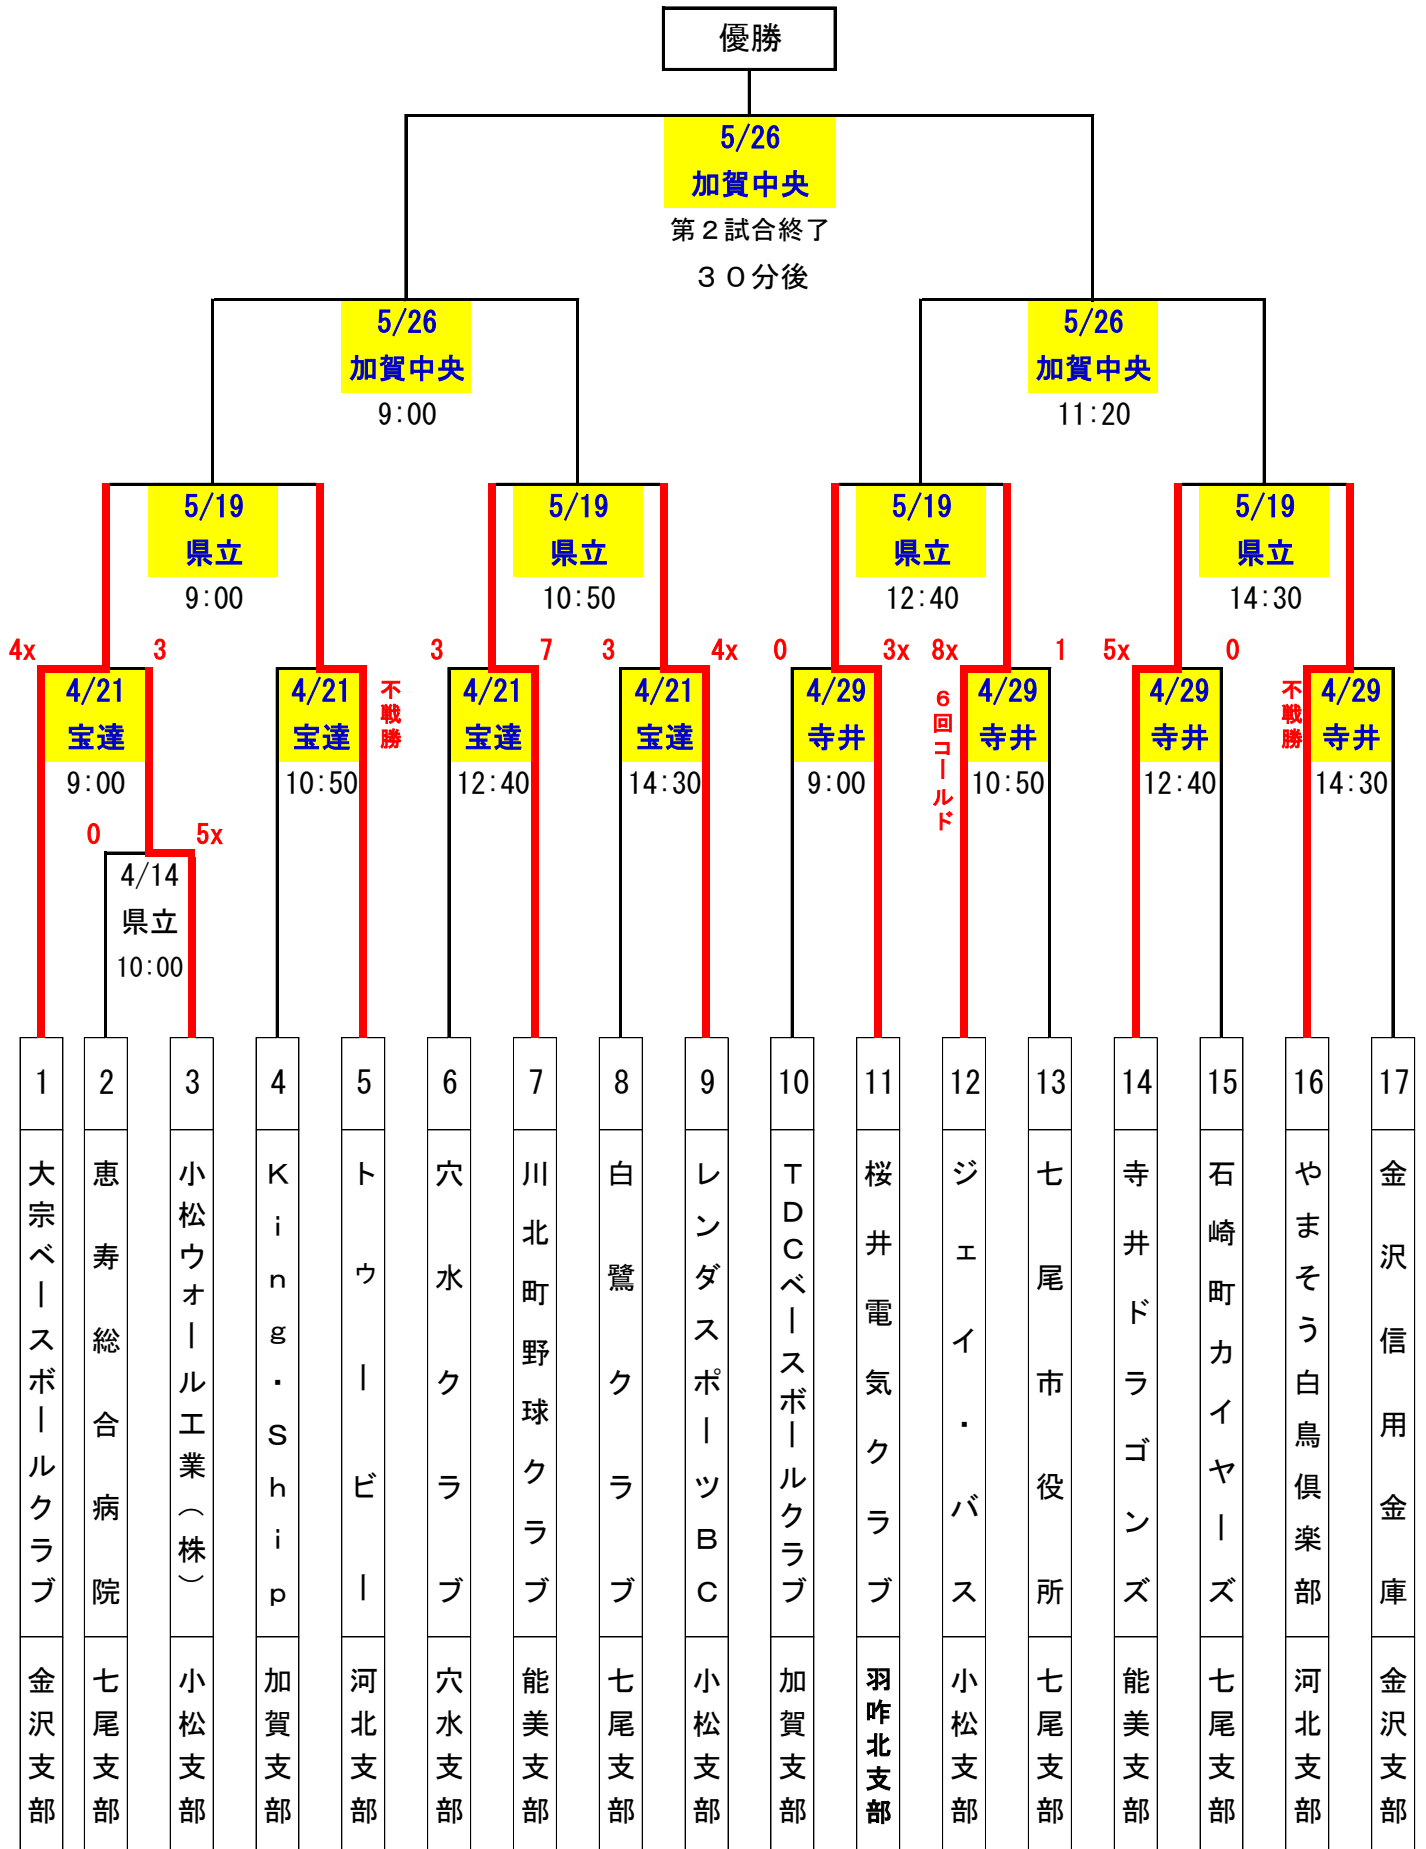 優勝
5/26
加賀中央
第２試合終了
３０分後
5/26
加賀中央
9:00
5/26
加賀中央
11:20
5/19
県立
9:00
5/19
県立
10:50
5/19
県立
12:40
5/19
県立
14:30
4x
3
4/21
宝達
9:00
4/21
宝達
10:50
不戦勝
3
7
4/21
宝達
12:40
3
4x
4/21
宝達
14:30
0
3x
4/29
寺井
9:00
8x
1
６回コールド
4/29
寺井
10:50
5x
0
4/29
寺井
12:40
不戦勝
4/29
寺井
14:30
0
5x
4/14
県立
10:00
1
大宗ベースボールクラブ
金沢支部
2
恵寿総合病院
七尾支部
3
小松ウォール工業（株）
小松支部
4
Ｋｉｎｇ・Ｓｈｉｐ
加賀支部
5
トゥービー
河北支部
6
穴水クラブ
穴水支部
7
川北町野球クラブ
能美支部
8
白鷺クラブ
七尾支部
9
レンダスポーツＢＣ
小松支部
10
ＴＤＣベースボールクラブ
加賀支部
11
桜井電気クラブ
羽咋北支部
12
ジェイ・バス
小松支部
13
七尾市役所
七尾支部
14
寺井ドラゴンズ
能美支部
15
石崎町カイヤーズ
七尾支部
16
やまそう白鳥倶楽部
河北支部
17
金沢信用金庫
金沢支部